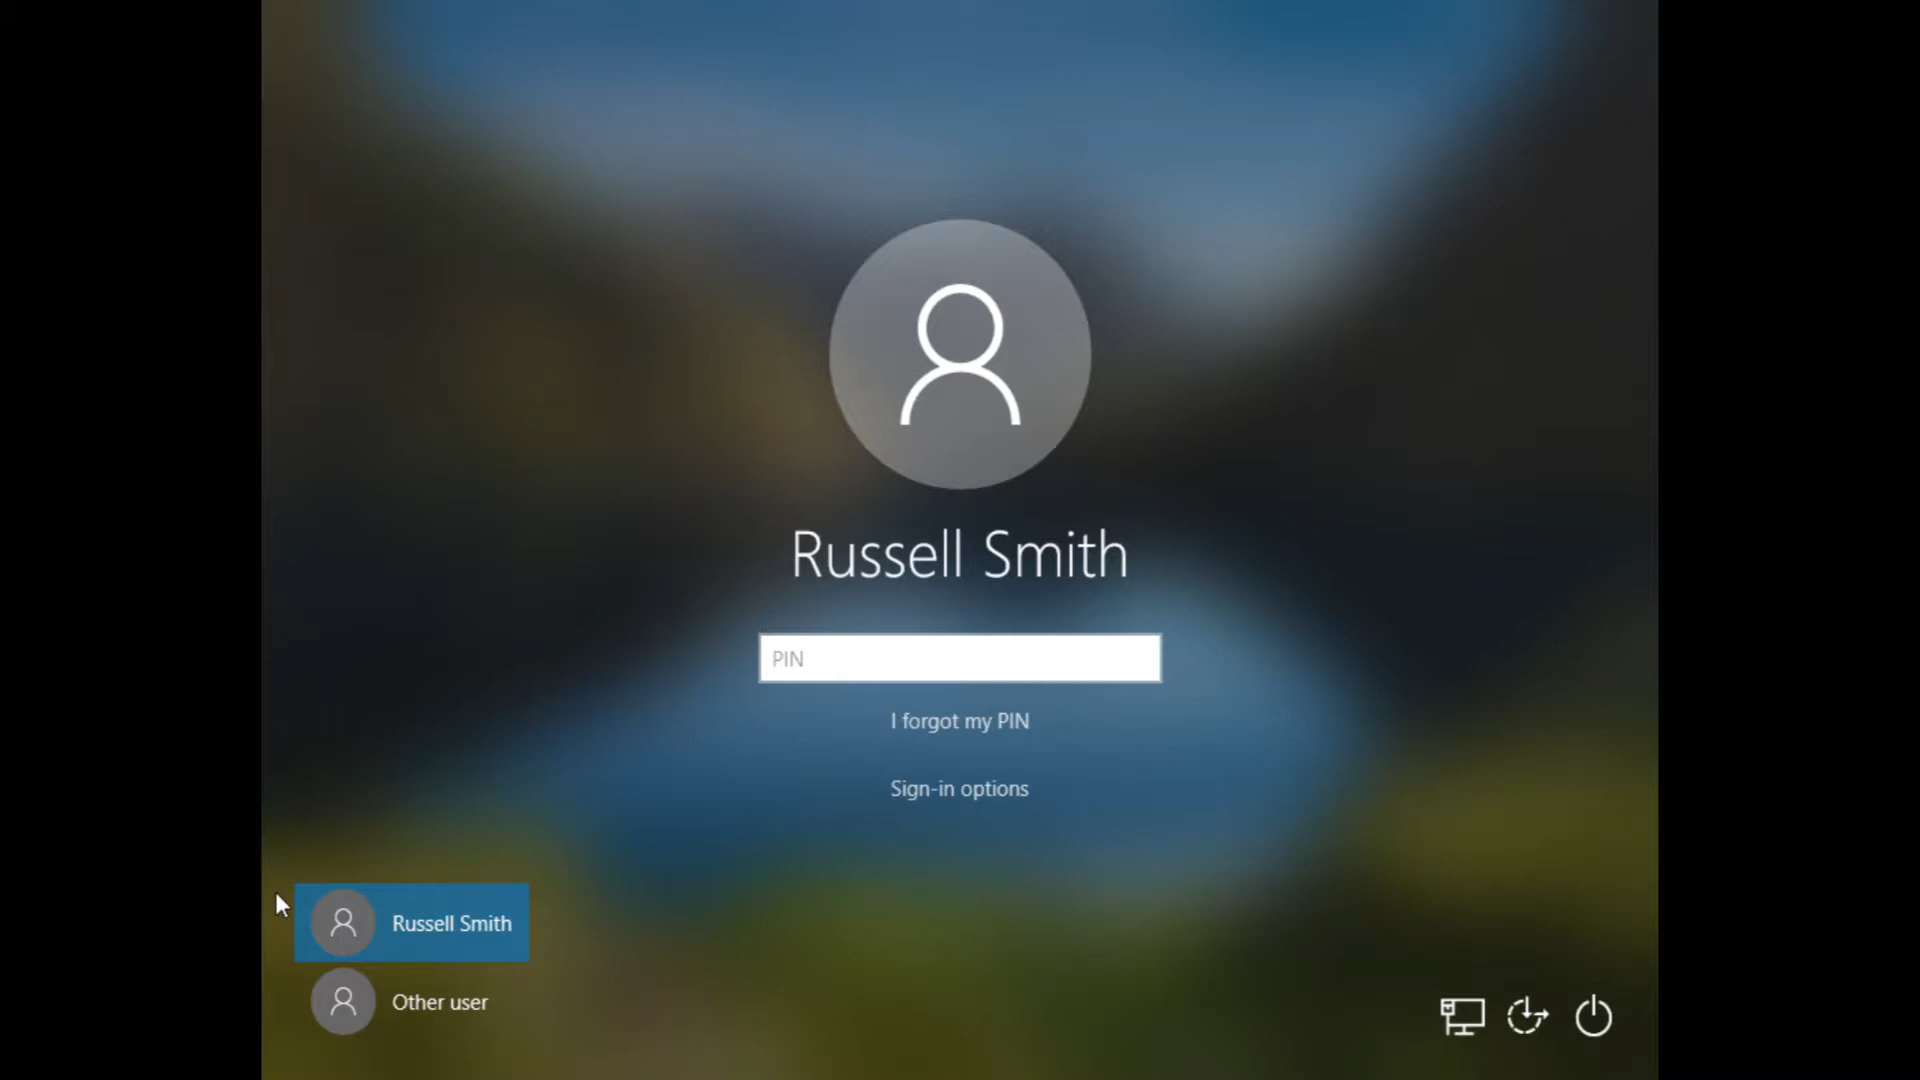 Russell Smith
PIN
I forgot my PIN
Sign-in options
Russell Smith
Other user